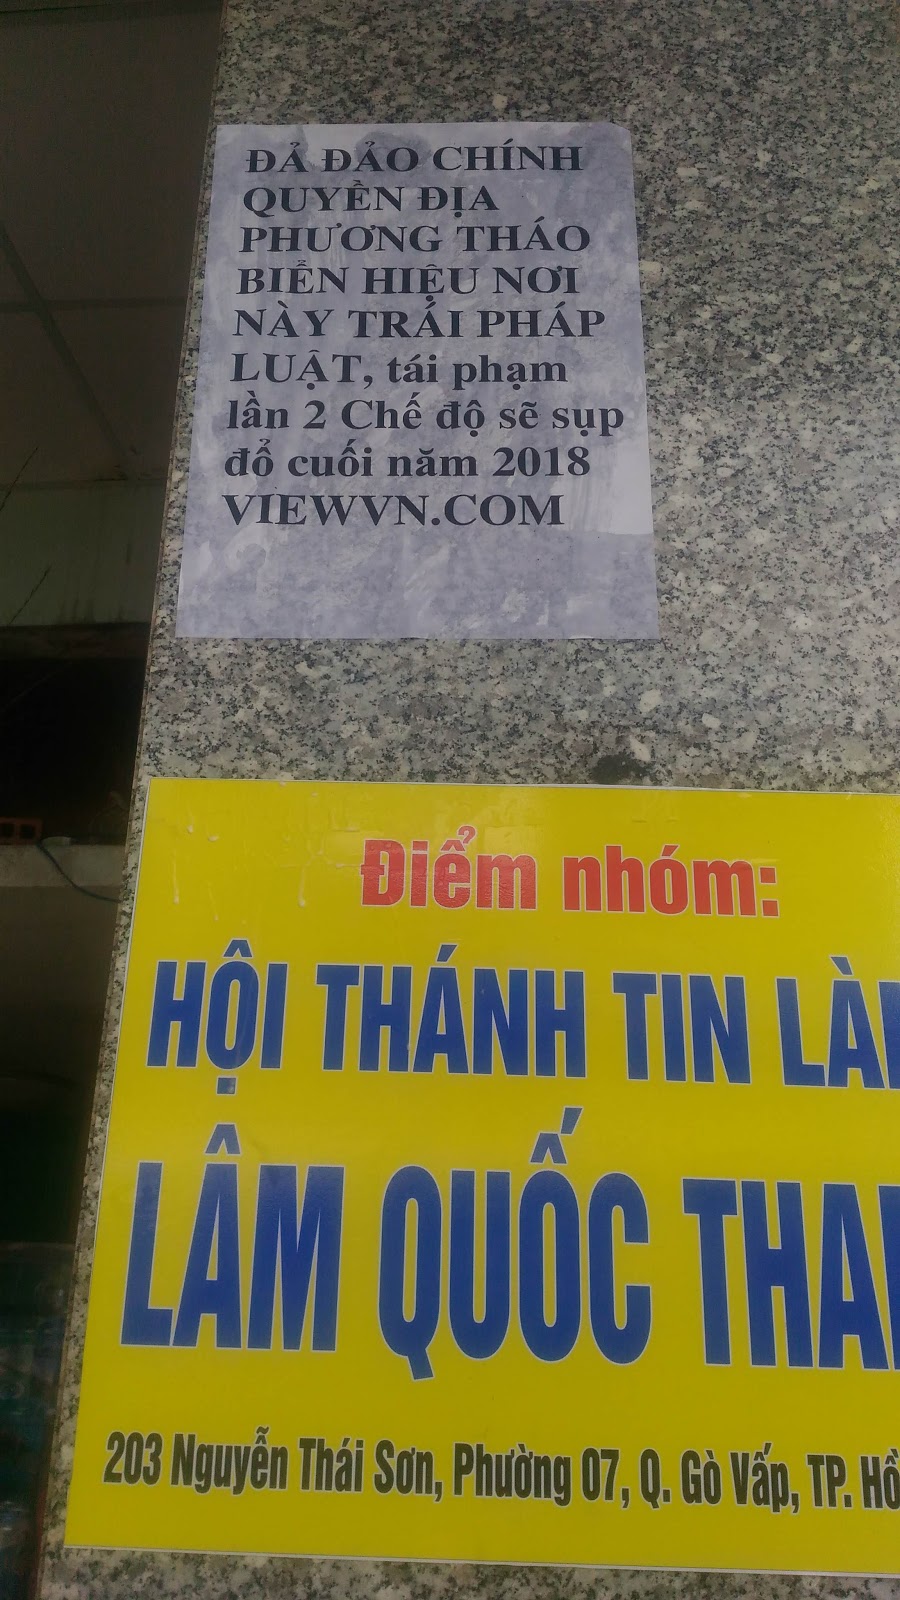 ĐẢ ĐẢO CHÍNH
QUYỀN ĐỊA
PHƯƠNG THÁO
BIỂN HIỆU NƠI
NÀY TRÁI PHÁP
LUẬT, tái phạm
lần 2 Chế độ sẽ sụp
đổ cuối năm 2018
VIEWVN.COM
Điểm nhóm:
HỘI THÁNH TIN
LÂM QUỐC
203 Nguyễn Thái Sơn, Phường 07, Q. Gò Vấp, TP. Hồ